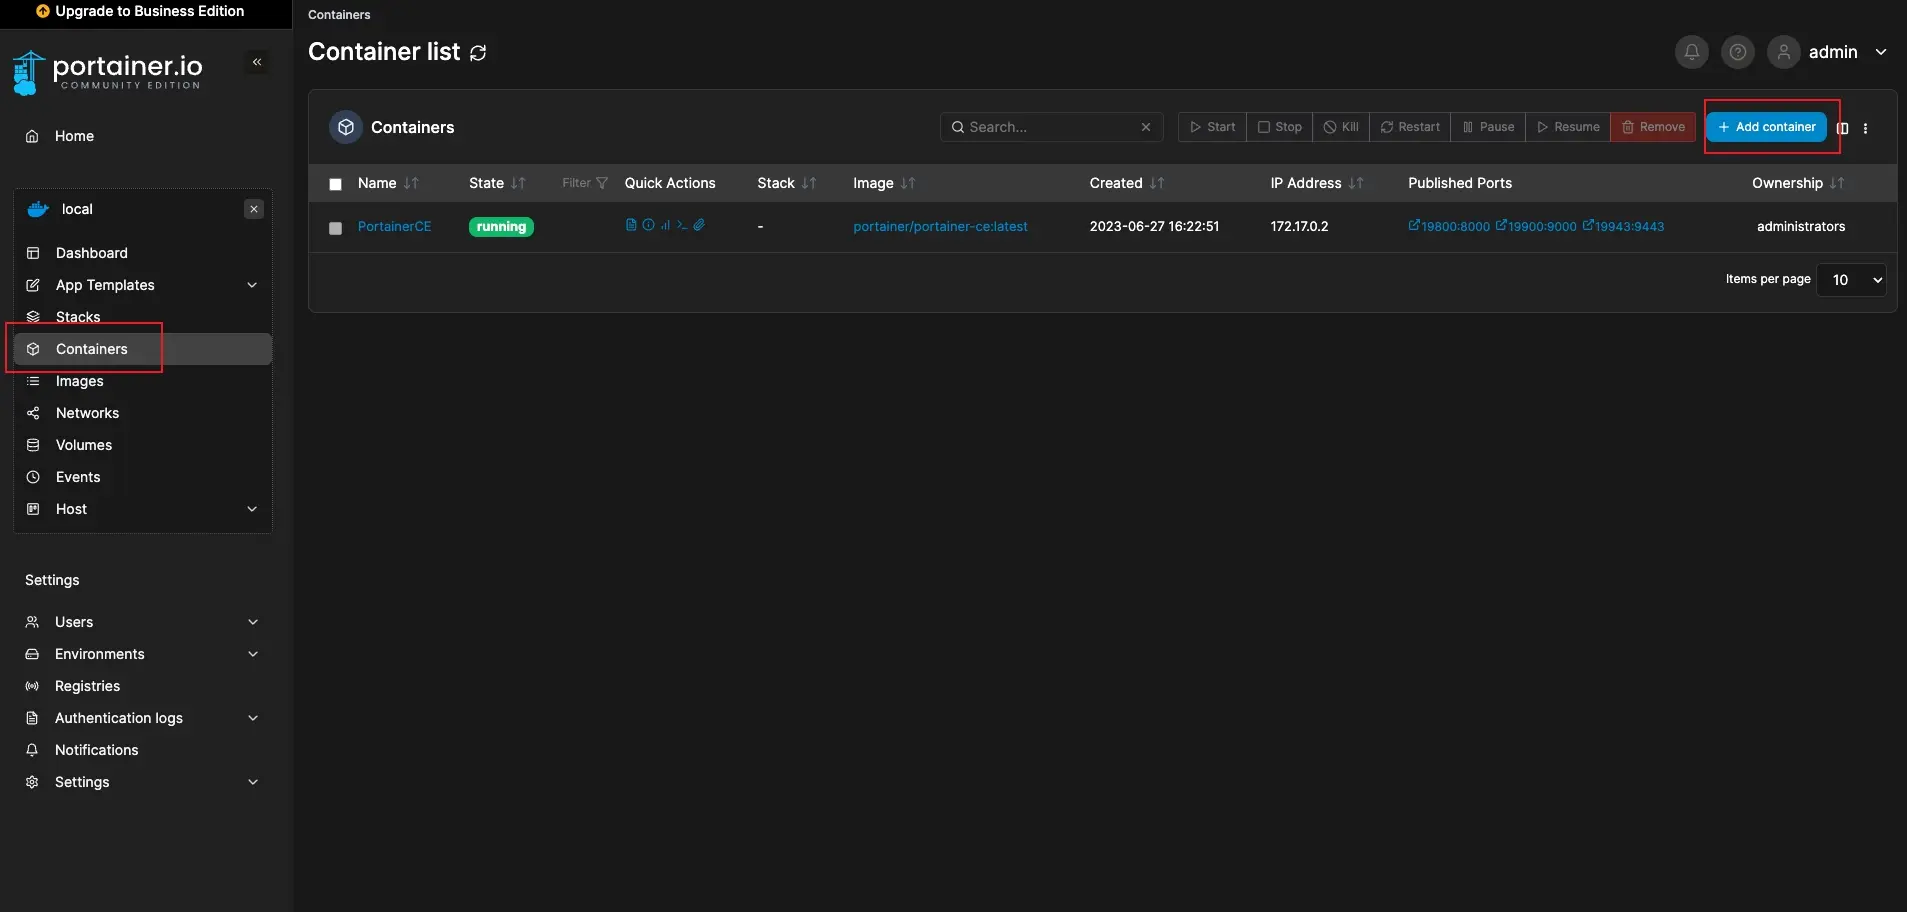 Upgrade to Business Edition
portainer.io
COMMUNITY EDITION
Home
local
Dashboard
App Templates
Stacks
Containers
Images
Networks
Volumes
Events
Host
Settings
Users
Environments
Registries
Authentication logs
Notifications
Settings
Containers
Container list
admin
Containers
Search...
Start
Stop
Kill
Restart
Pause
Resume
Remove
Add container
Name State Filter Quick Actions Stack Image Created IP Address Published Ports Ownership
PortainerCE running - portainer/portainer-ce:latest 2023-06-27 16:22:51 172.17.0.2 19800:8000 19900:9000 19943:9443 administrators
Items per page 10